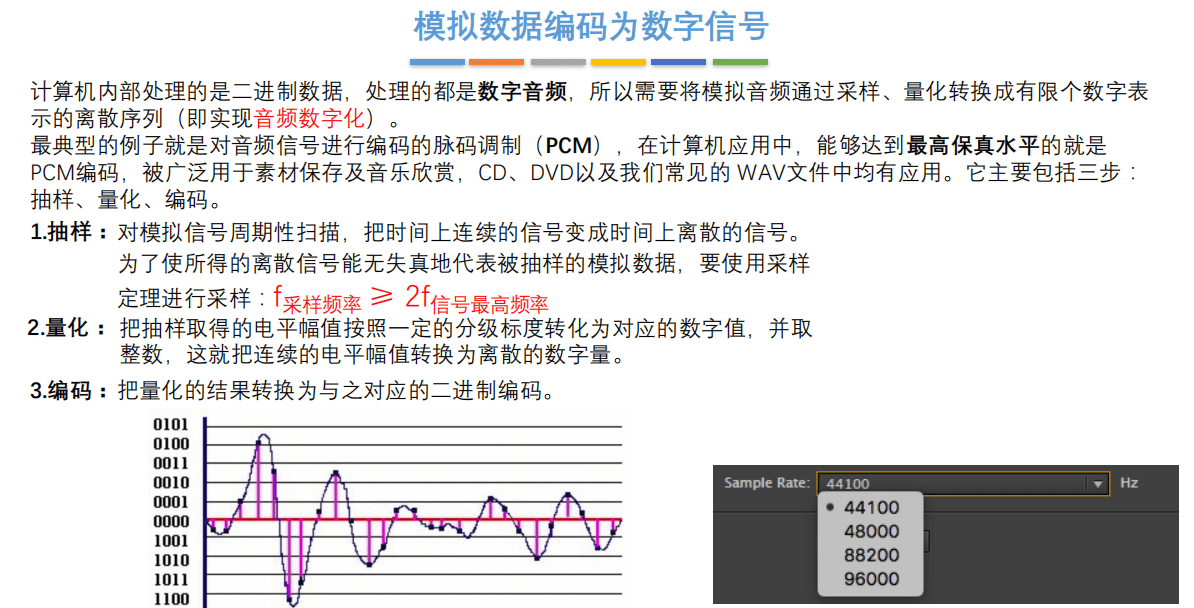 模拟数据编码为数字信号
计算机内部处理的是二进制数据，处理的都是数字音频，所以需要将模拟音频通过采样、量化转换成有限个数字表
示的离散序列（即实现音频数字化）。
最典型的例子就是对音频信号进行编码的脉码调制（PCM），在计算机应用中，能够达到最高保真水平的就是
PCM编码，被广泛用于素材保存及音乐欣赏，CD、DVD以及我们常见的 WAV文件中均有应用。它主要包括三步：
抽样、量化、编码。
1.抽样：对模拟信号周期性扫描，把时间上连续的信号变成时间上离散的信号。
为了使所得的离散信号能无失真地代表被抽样的模拟数据，要使用采样
定理进行采样：f采样频率 ≥ 2f信号最高频率
2.量化：把抽样取得的电平幅值按照一定的分级标度转化为对应的数字值，并取
整数，这就把连续的电平幅值转换为离散的数字量。
3.编码：把量化的结果转换为与之对应的二进制编码。
0101
0100
0011
0010
0001
0000
1001
1010
1011
1100
Sample Rate: 44100 Hz
44100
48000
88200
96000